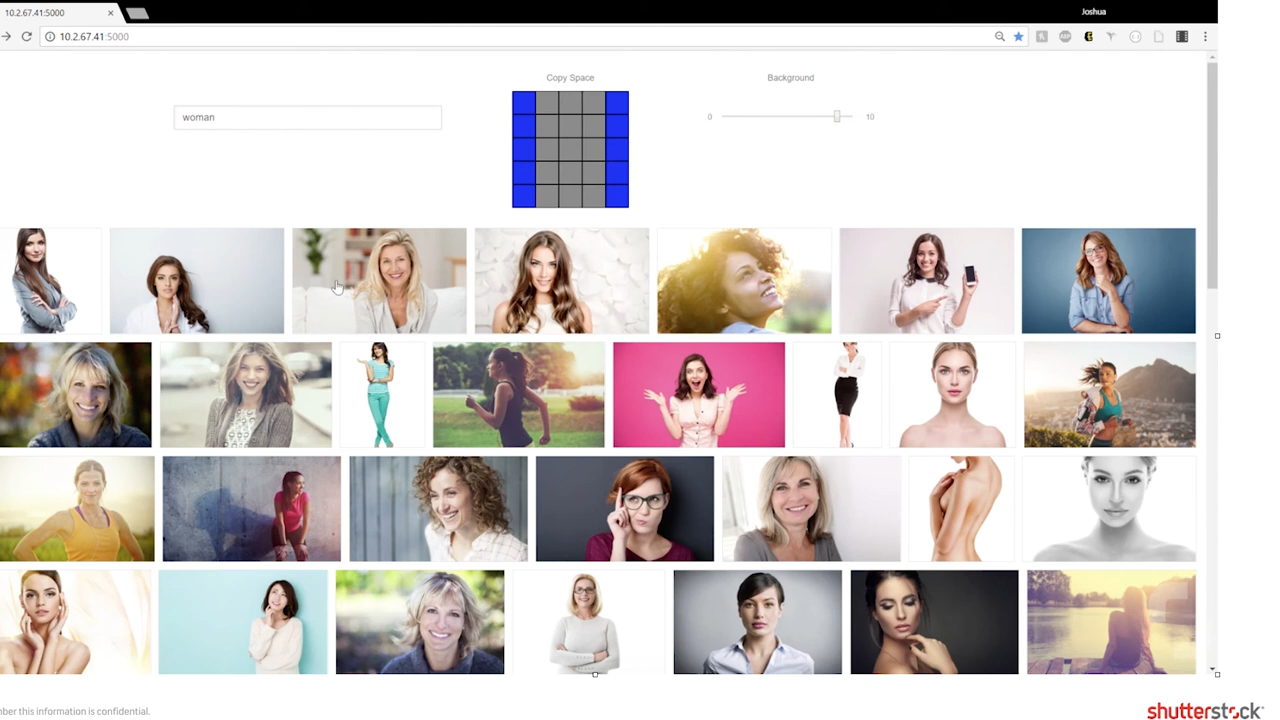 10.2.67.41:5000
Joshua
10.2.67.41:5000
Copy Space
Background
woman
0
10
ber this information is confidential.
shutterstock